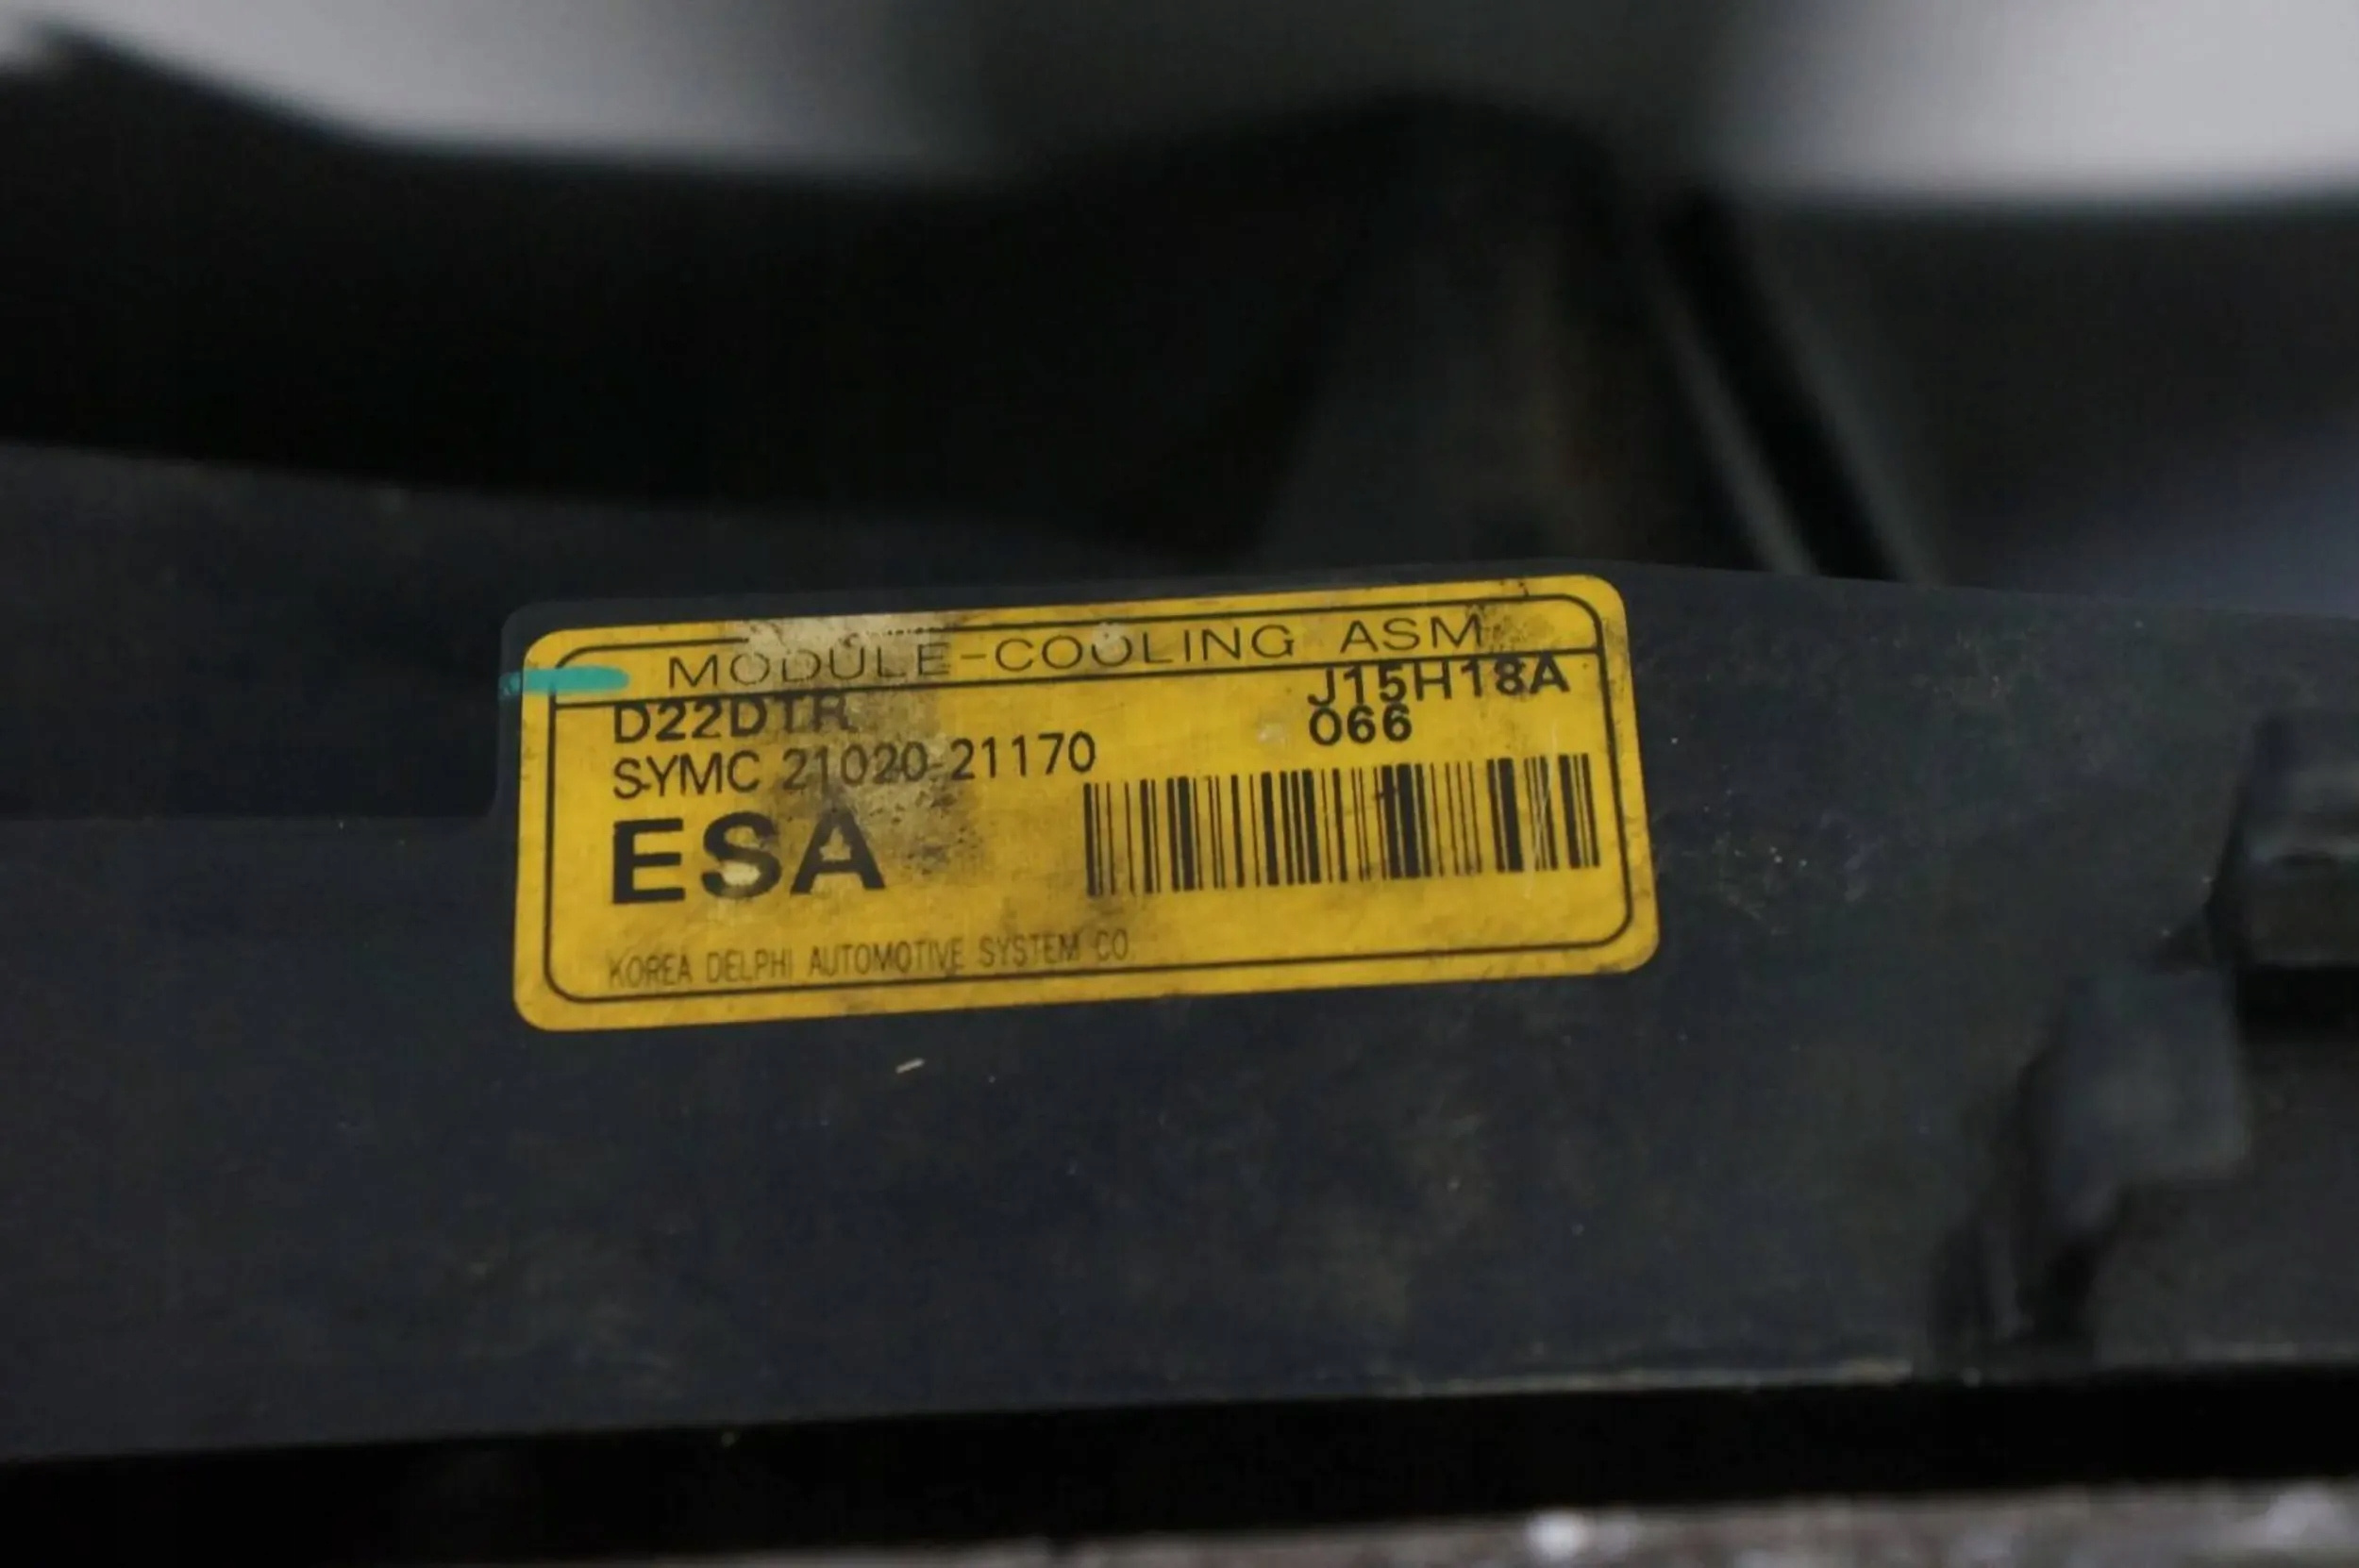 MODULE-COOLING ASM
D22DTR
J15H18A
SYMC 21020-21170
066
ESA
KOREA DELPHI AUTOMOTIVE SYSTEM CO.